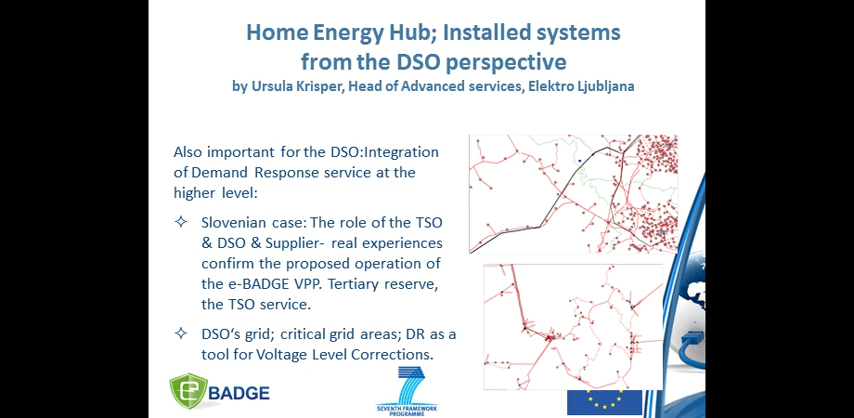 Home Energy Hub; Installed systems
from the DSO perspective
by Ursula Krisper, Head of Advanced services, Elektro Ljubljana
Also important for the DSO:Integration
of Demand Response service at the
higher level:
Slovenian case: The role of the TSO
& DSO & Supplier- real experiences
confirm the proposed operation of
the e-BADGE VPP. Tertiary reserve,
the TSO service.
DSO's grid; critical grid areas; DR as a
tool for Voltage Level Corrections.
e BADGE
7
SEVENTH FRAMEWORK
PROGRAMME